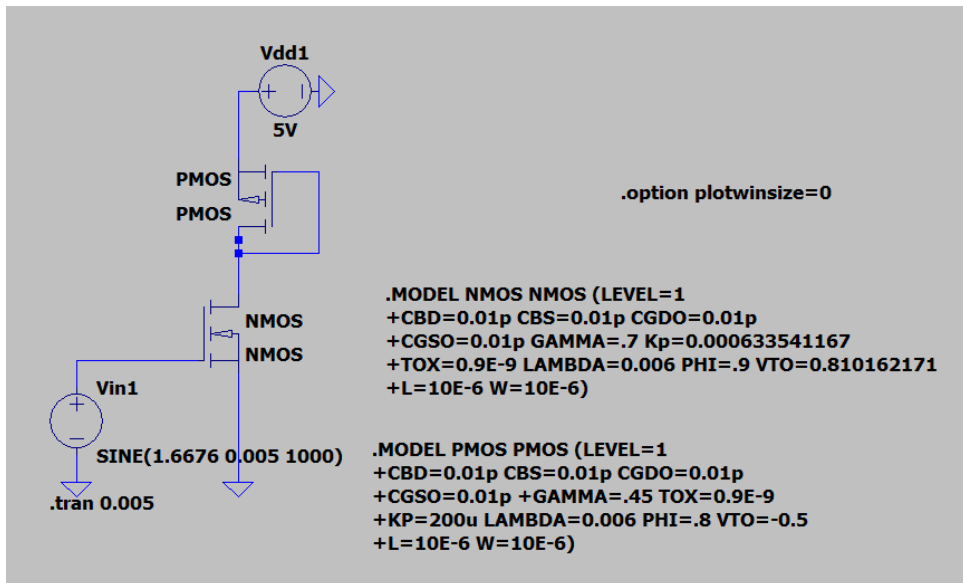 Vdd1
5V
PMOS
PMOS
.option plotwinsize=0
.MODEL NMOS NMOS (LEVEL=1
+CBD=0.01p CBS=0.01p CGDO=0.01p
+CGSO=0.01p GAMMA=.7 Kp=0.000633541167
+TOX=0.9E-9 LAMBDA=0.006 PHI=.9 VTO=0.810162171
+L=10E-6 W=10E-6)
NMOS
NMOS
Vin1
SINE(1.6676 0.005 1000)
.tran 0.005
.MODEL PMOS PMOS (LEVEL=1
+CBD=0.01p CBS=0.01p CGDO=0.01p
+CGSO=0.01p +GAMMA=.45 TOX=0.9E-9
+KP=200u LAMBDA=0.006 PHI=.8 VTO=-0.5
+L=10E-6 W=10E-6)